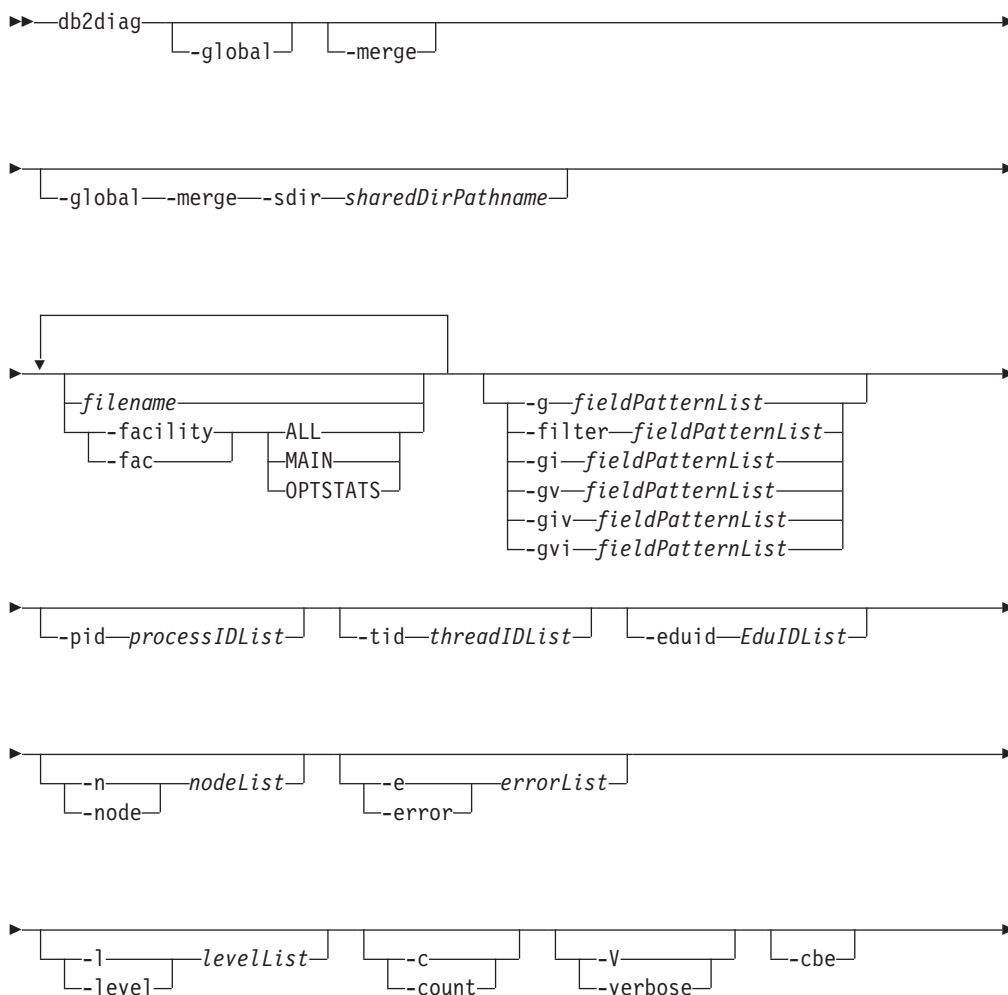 db2diag
-global -merge
-global -merge -sdir sharedDirPathname
filename
-facility ALL
-fac MAIN
OPTSTATS
-g fieldPatternList
-filter fieldPatternList
-gi fieldPatternList
-gv fieldPatternList
-giv fieldPatternList
-gvi fieldPatternList
-pid processIDList -tid threadIDList -eduid EduIDList
-n nodeList -e errorList
-node -error
-l levelList -c -V -cbe
-level -count -verbose